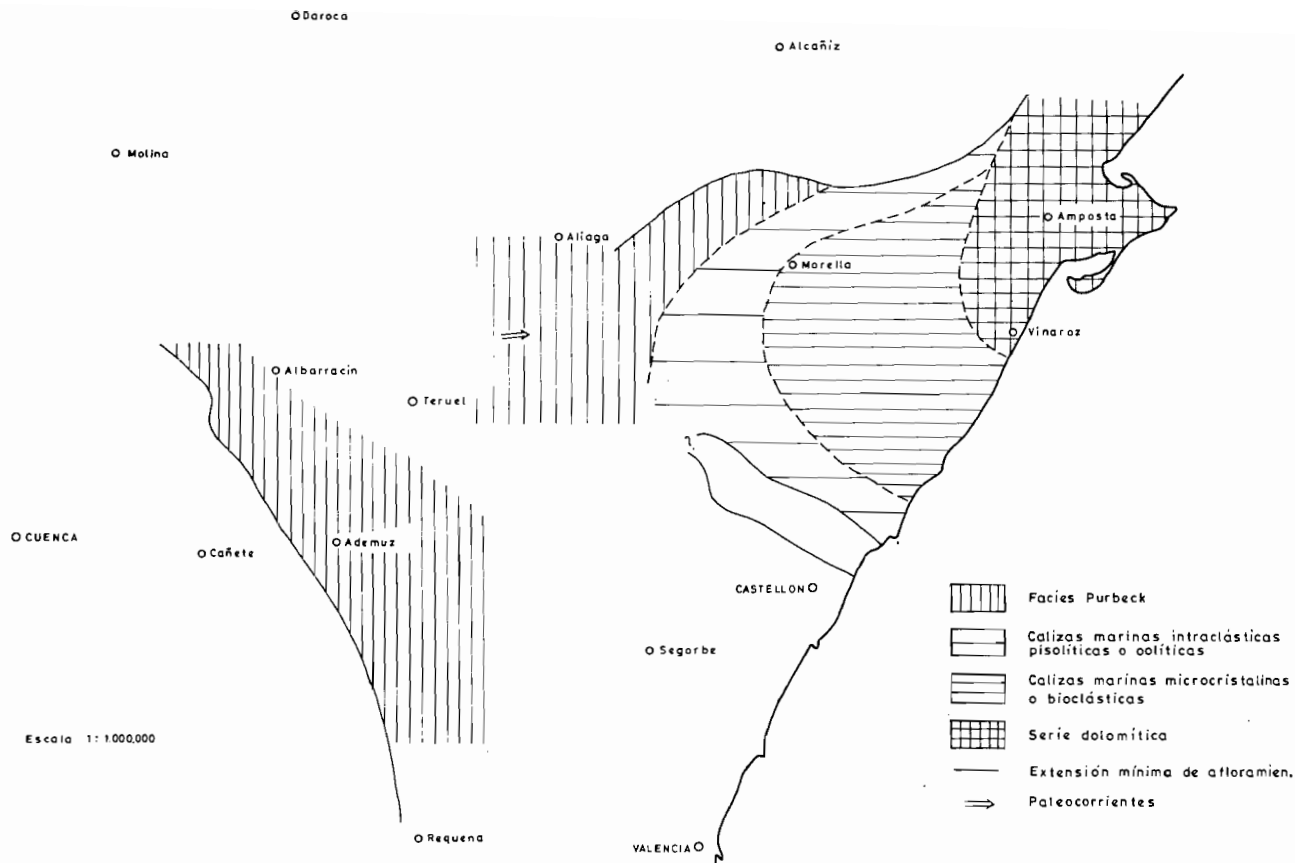 Daroca
Alcañiz
Molina
Amposta
Aliaga
Morella
Vinaroz
Albarracín
Teruel
CUENCA
Cañete
Ademuz
CASTELLON
Segorbe
Requena
VALENCIA
?
Escala 1: 1.000,000
Facies Purbeck
Calizas marinas intraclásticas
pisolíticas o oolíticas
Calizas marinas microcristalinas
o bioclásticas
Serie dolomítica
Extensión mínima de afloramien.
Paleocorrientes